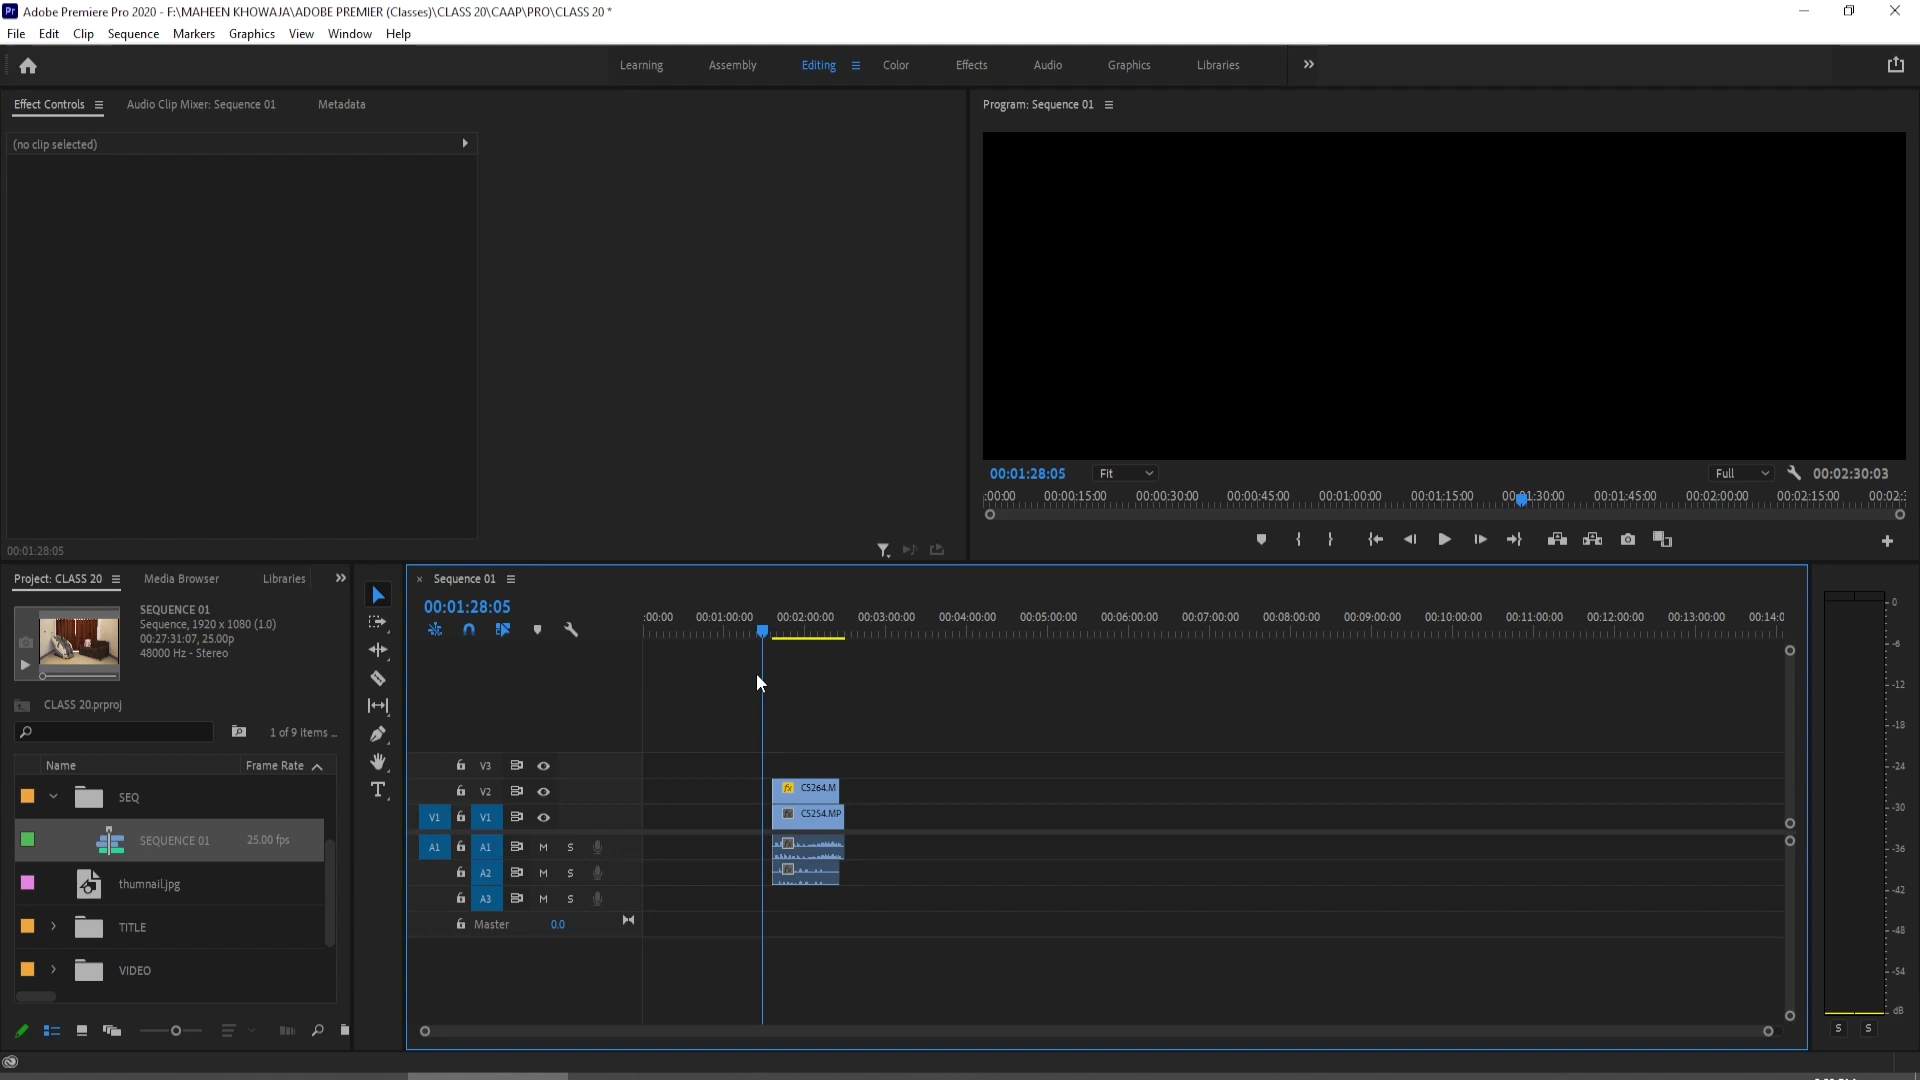 Pr Adobe Premiere Pro 2020 - F:\MAHEEN KHOWAJA\ADOBE PREMIER (Classes)\CLASS 20\CAAP\PRO\CLASS 20 *
File Edit Clip Sequence Markers Graphics View Window Help
Learning Assembly Editing Color Effects Audio Graphics Libraries
Effect Controls Audio Clip Mixer: Sequence 01 Metadata
Program: Sequence 01
(no clip selected)
00:01:28:05 Fit Full 00:02:30:03
:00:00 00:00:15:00 00:00:30:00 00:00:45:00 00:01:00:00 00:01:15:00 00:01:30:00 00:01:45:00 00:02:00:00 00:02:15:00 00:02:
00:01:28:05
Project: CLASS 20 Media Browser Libraries
Sequence 01
SEQUENCE 01
Sequence, 1920 x 1080 (1.0)
00:27:31:07, 25.00p
48000 Hz - Stereo
CLASS 20.prproj
1 of 9 items ...
Name Frame Rate
SEQ
SEQUENCE 01 25.00 fps
thumnail.jpg
TITLE
VIDEO
00:01:28:05
:00:00 00:01:00:00 00:02:00:00 00:03:00:00 00:04:00:00 00:05:00:00 00:06:00:00 00:07:00:00 00:08:00:00 00:09:00:00 00:10:00:00 00:11:00:00 00:12:00:00 00:13:00:00 00:14:0
V3
V2 fx CS264.M
V1 V1 fx CS254.MP
A1 A1 M S
A2 M S
A3 M S
Master 0.0
0
-6
-12
-18
-24
-30
-36
-42
-48
-54
dB
S S